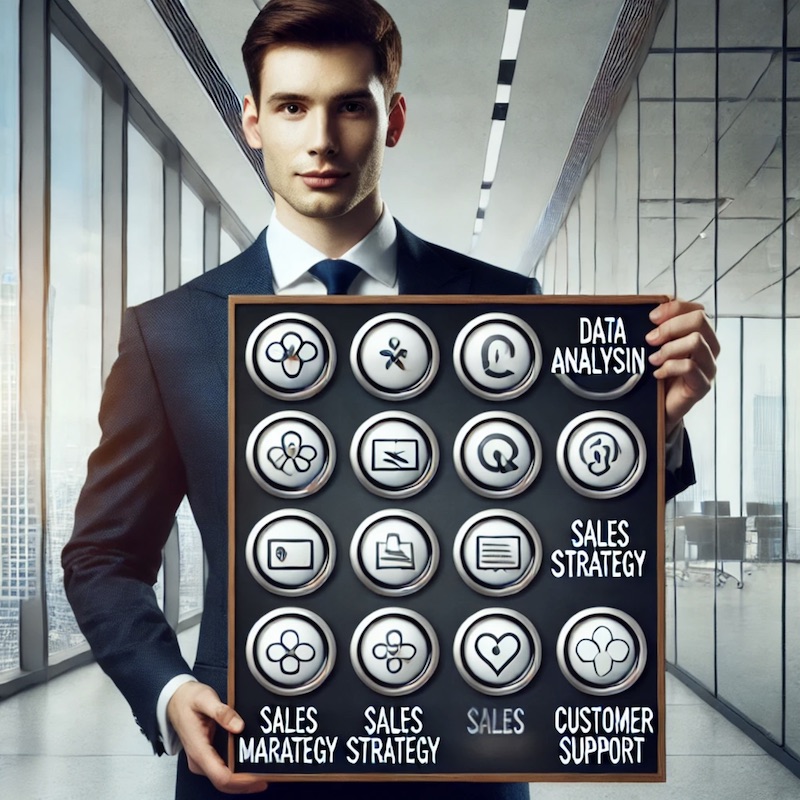 DATA
ANALYSIN
SALES
STRATEGY
SALES
MARATEGY
SALES
STRATEGY
SALES
CUSTOMER
SUPPORT